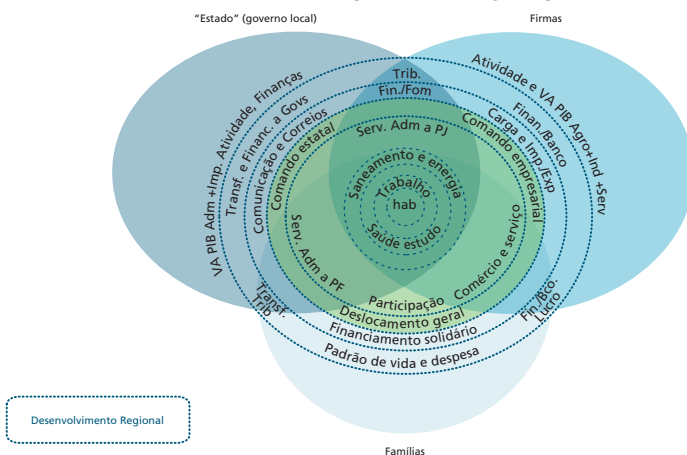 “Estado” (governo local)
Firmas
Trib.
Fin./Fom
VA PIB Adm +Imp. Atividade, Finanças
Transf. e Financ. a Govs
Comunicação e Correios
Comando estatal
Serv. Adm a PJ
Atividade e VA PIB Agro+Ind +Serv
Finan./Banco
Carga e Imp./Exp
Comando empresarial
Saneamento e energia
Trabalho
hab
Saúde estudo
Serv. Adm a PF
Comércio e serviço
Participação
Deslocamento geral
Financiamento solidário
Padrão de vida e despesa
Transf.
Trib
Fin./Bco.
Lucro
Desenvolvimento Regional
Famílias